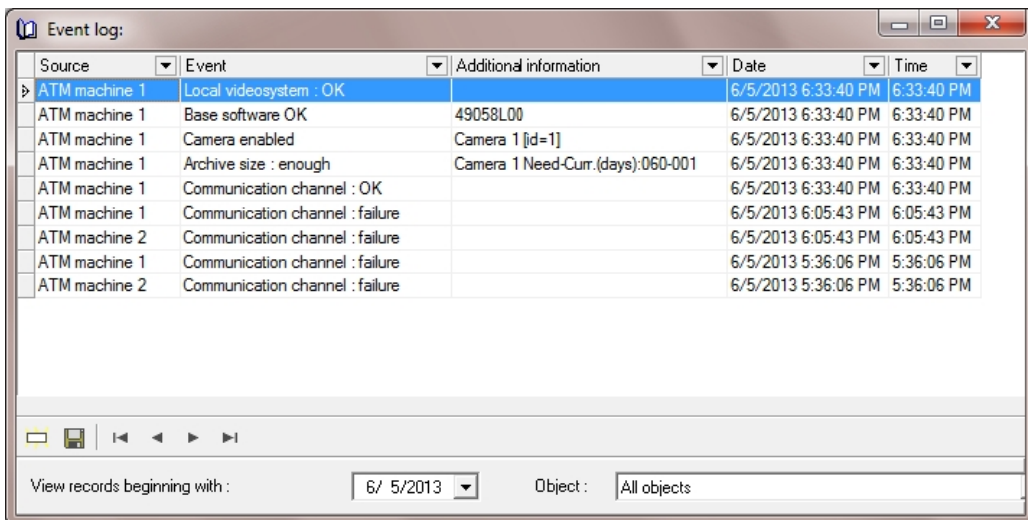 Event log:
Source Event Additional information Date Time
ATM machine 1 Local videosystem : OK 6/5/2013 6:33:40 PM 6:33:40 PM
ATM machine 1 Base software OK 49058L00 6/5/2013 6:33:40 PM 6:33:40 PM
ATM machine 1 Camera enabled Camera 1 [id=1] 6/5/2013 6:33:40 PM 6:33:40 PM
ATM machine 1 Archive size : enough Camera 1 Need-Curr.(days):060-001 6/5/2013 6:33:40 PM 6:33:40 PM
ATM machine 1 Communication channel : OK 6/5/2013 6:33:40 PM 6:33:40 PM
ATM machine 1 Communication channel : failure 6/5/2013 6:05:43 PM 6:05:43 PM
ATM machine 2 Communication channel : failure 6/5/2013 6:05:43 PM 6:05:43 PM
ATM machine 1 Communication channel : failure 6/5/2013 5:36:06 PM 5:36:06 PM
ATM machine 2 Communication channel : failure 6/5/2013 5:36:06 PM 5:36:06 PM
View records beginning with : 6/ 5/2013 Object : All objects